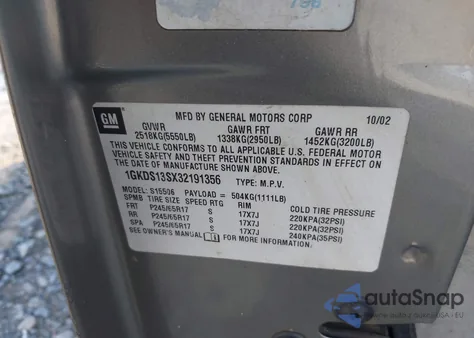 GM
MFD BY GENERAL MOTORS CORP 10/02
GVWR GAWR FRT GAWR RR
2518KG(5550LB) 1338KG(2950LB) 1452KG(3200LB)
THIS VEHICLE CONFORMS TO ALL APPLICABLE U.S. FEDERAL MOTOR
VEHICLE SAFETY AND THEFT PREVENTION STANDARDS IN EFFECT ON
THE DATE OF MANUFACTURE SHOWN ABOVE.
1GKDS13SX32191356 TYPE: M.P.V.
MODEL: S15506 PAYLOAD = 504KG(1111LB)
SPMB TIRE SIZE SPEED RTG RIM COLD TIRE PRESSURE
FRT P245/65R17 S 17X7J 220KPA(32PSI)
RR P245/65R17 S 17X7J 220KPA(32PSI)
SPA P245/65R17 S 17X7J 240KPA(35PSI)
SEE OWNER'S MANUAL FOR MORE INFORMATION.
autoSnap